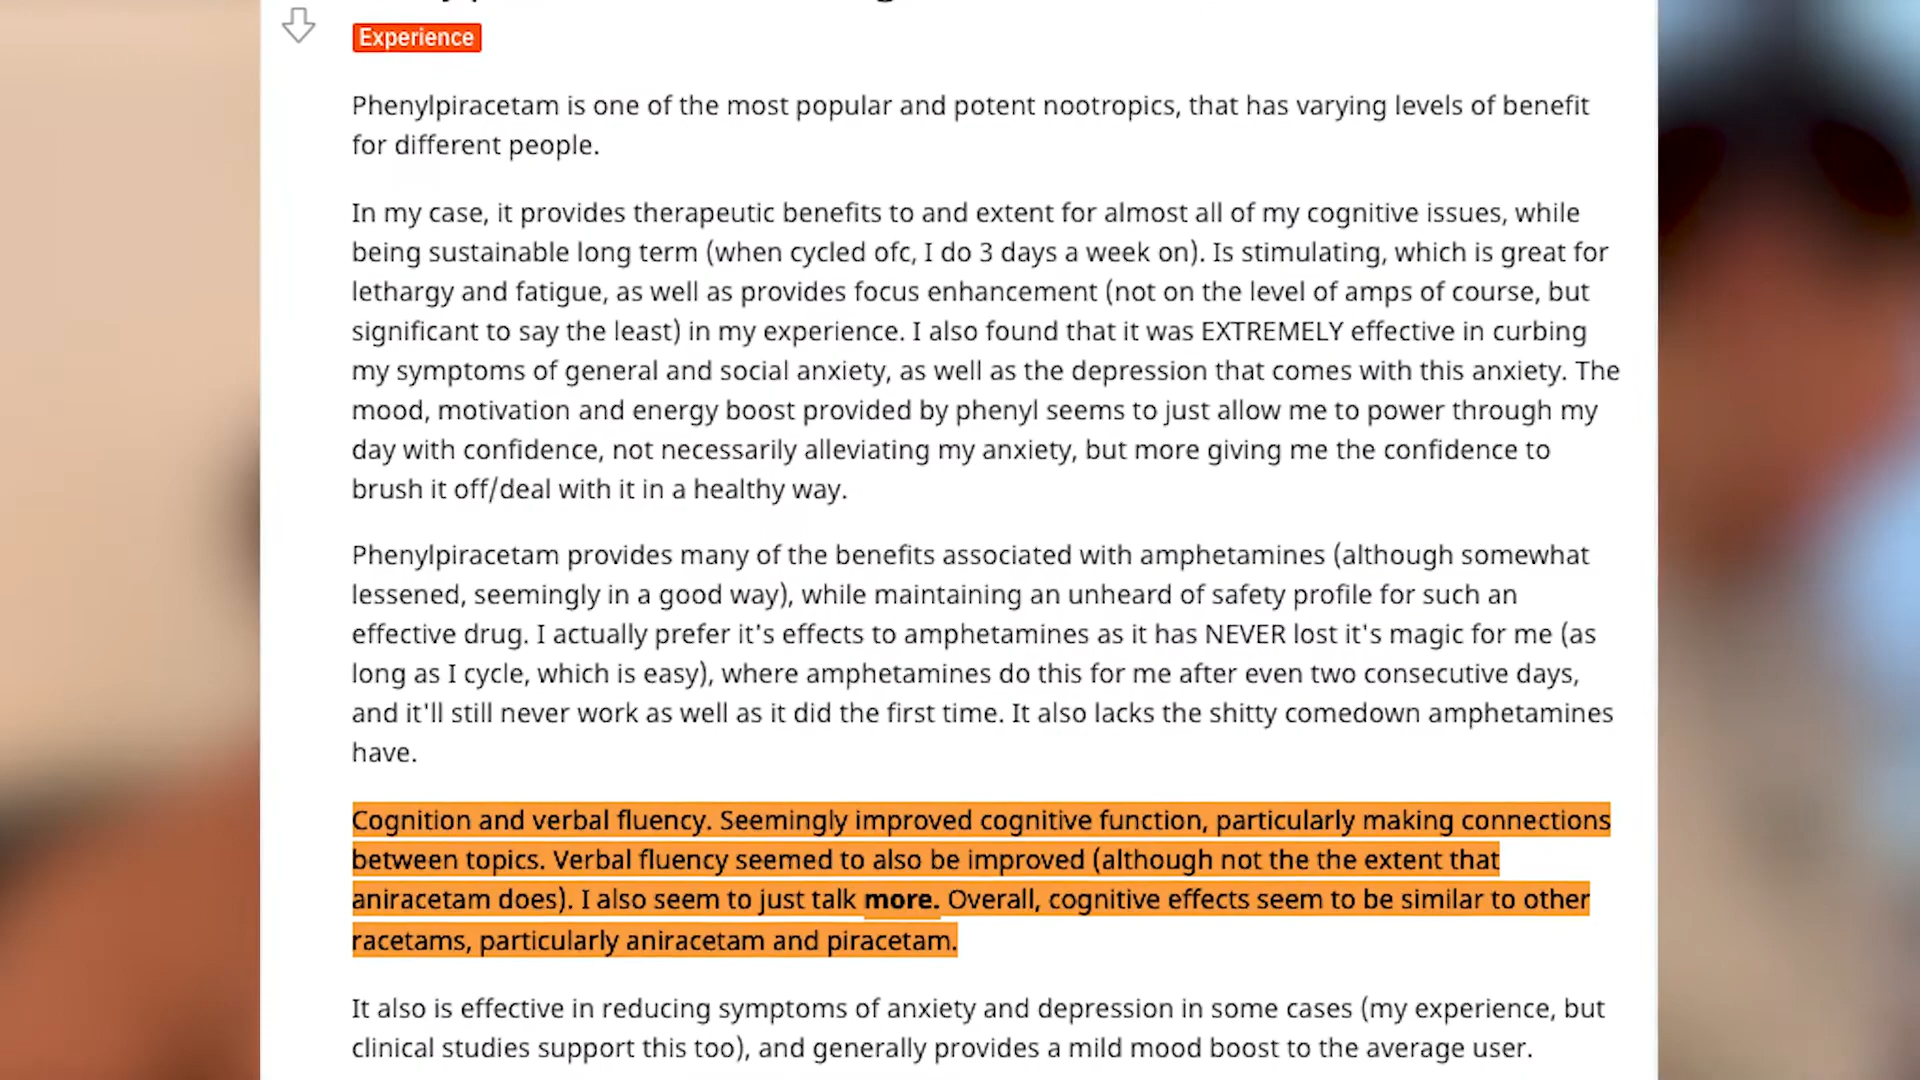 Experience
Phenylpiracetam is one of the most popular and potent nootropics, that has varying levels of benefit
for different people.
In my case, it provides therapeutic benefits to and extent for almost all of my cognitive issues, while
being sustainable long term (when cycled ofc, I do 3 days a week on). Is stimulating, which is great for
lethargy and fatigue, as well as provides focus enhancement (not on the level of amps of course, but
significant to say the least) in my experience. I also found that it was EXTREMELY effective in curbing
my symptoms of general and social anxiety, as well as the depression that comes with this anxiety. The
mood, motivation and energy boost provided by phenyl seems to just allow me to power through my
day with confidence, not necessarily alleviating my anxiety, but more giving me the confidence to
brush it off/deal with it in a healthy way.
Phenylpiracetam provides many of the benefits associated with amphetamines (although somewhat
lessened, seemingly in a good way), while maintaining an unheard of safety profile for such an
effective drug. I actually prefer it's effects to amphetamines as it has NEVER lost it's magic for me (as
long as I cycle, which is easy), where amphetamines do this for me after even two consecutive days,
and it'll still never work as well as it did the first time. It also lacks the shitty comedown amphetamines
have.
Cognition and verbal fluency. Seemingly improved cognitive function, particularly making connections
between topics. Verbal fluency seemed to also be improved (although not the the extent that
aniracetam does). I also seem to just talk more. Overall, cognitive effects seem to be similar to other
racetams, particularly aniracetam and piracetam.
It also is effective in reducing symptoms of anxiety and depression in some cases (my experience, but
clinical studies support this too), and generally provides a mild mood boost to the average user.